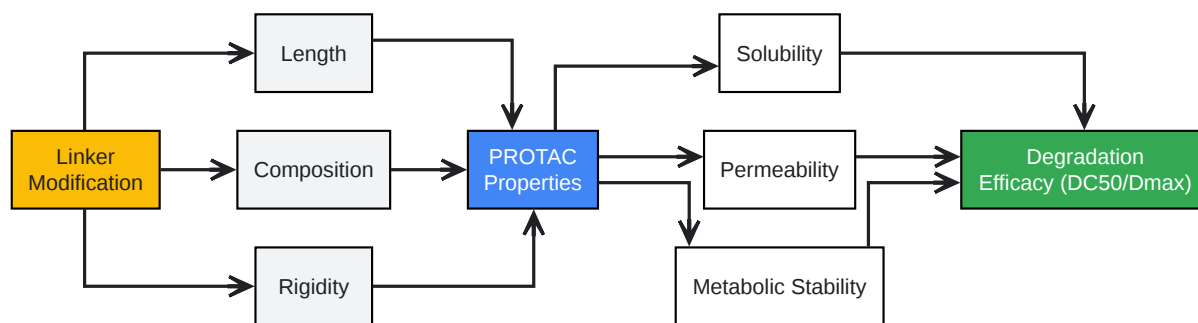 Linker
Modification
Length
Composition
Rigidity
PROTAC
Properties
Solubility
Permeability
Metabolic Stability
Degradation
Efficacy (DC50/Dmax)